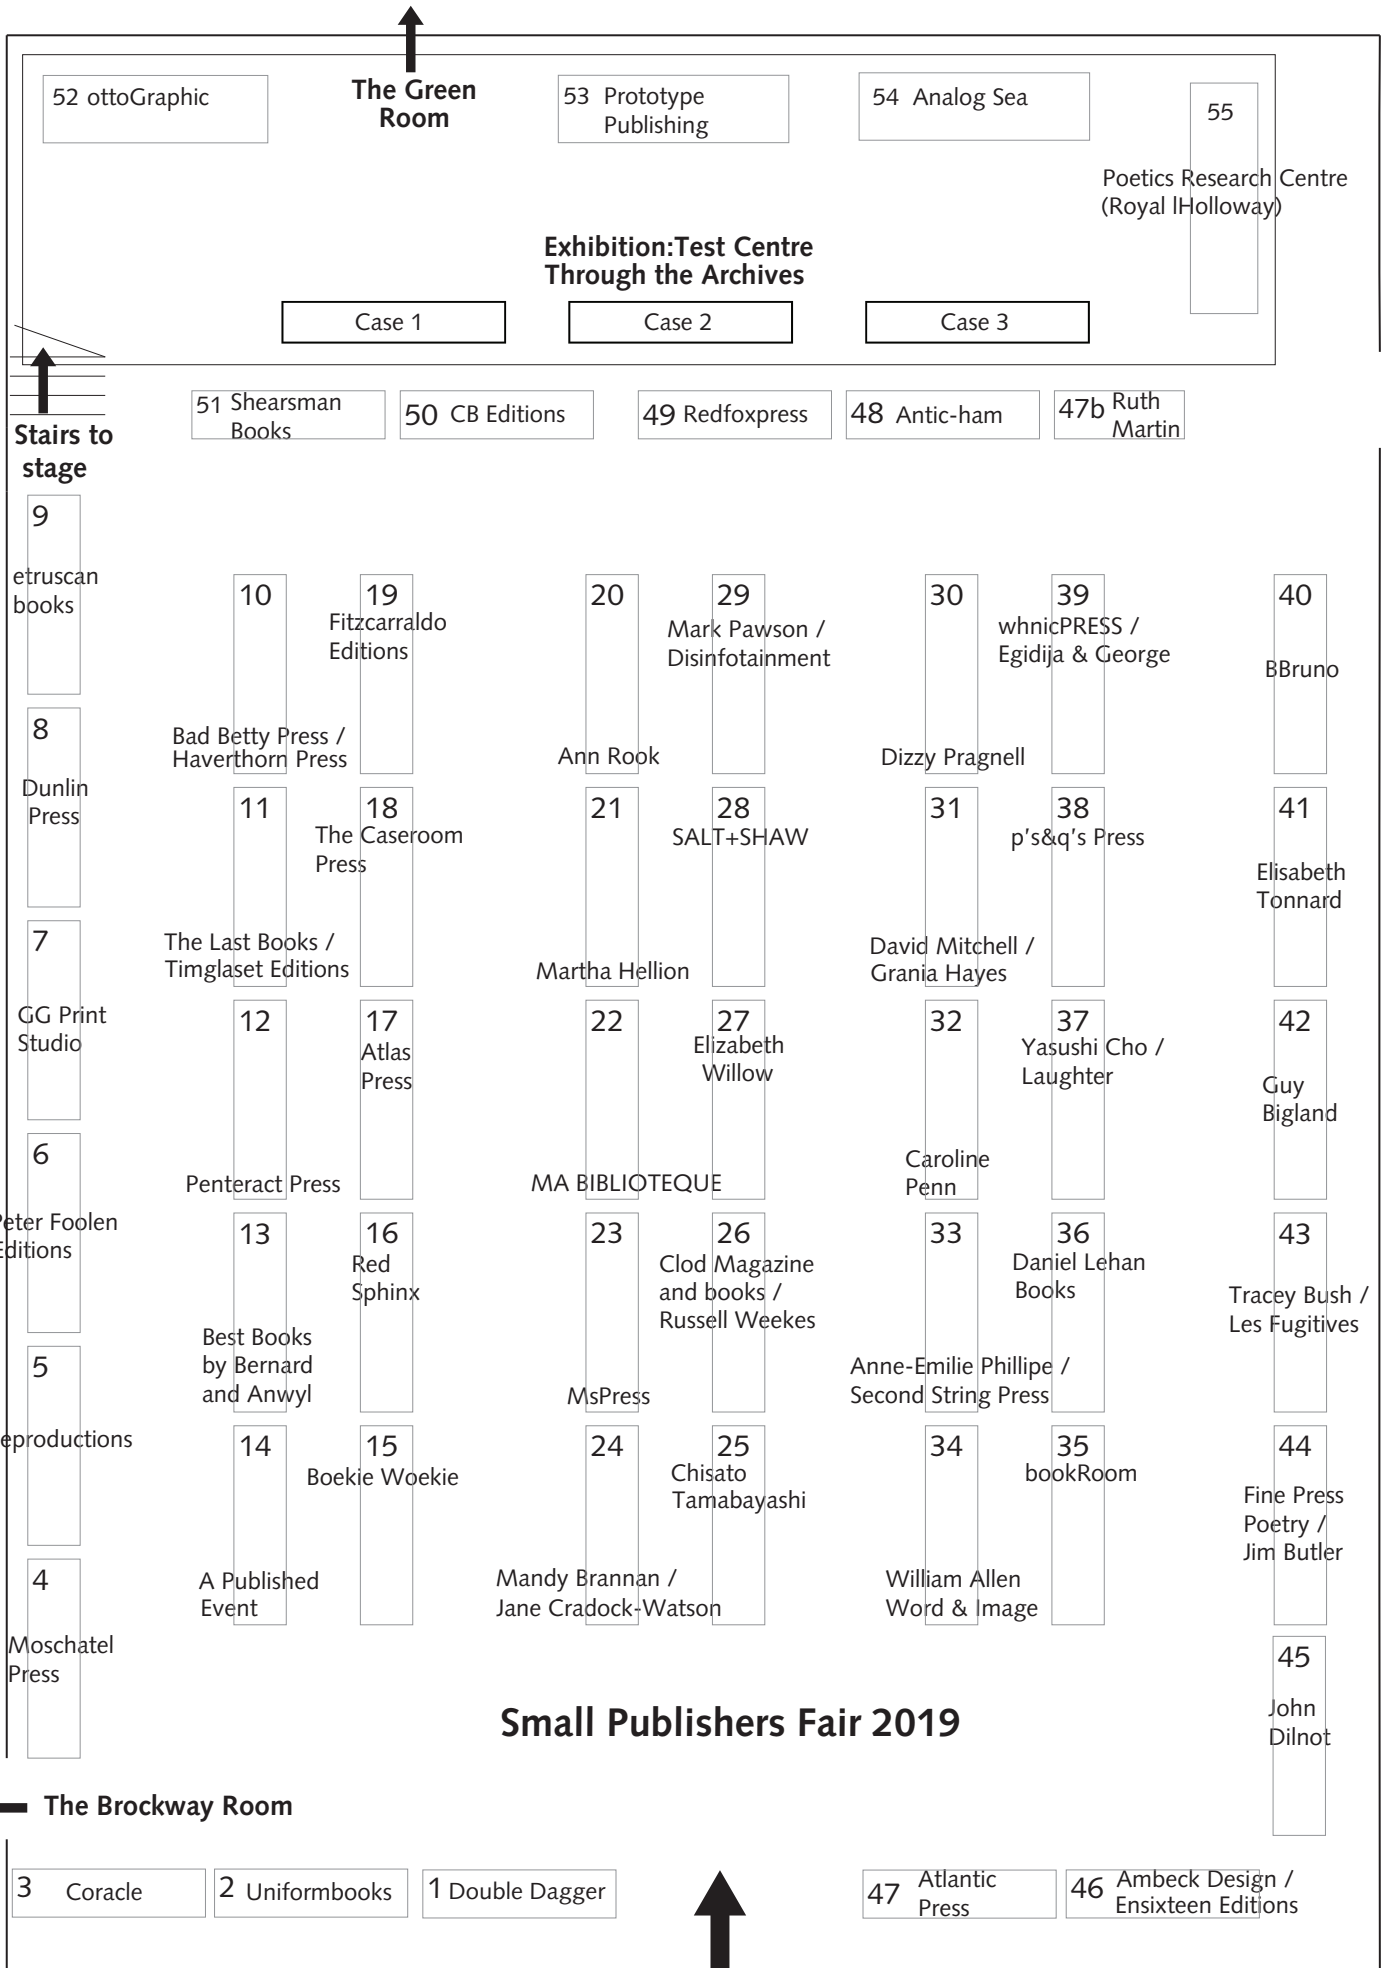 52 ottoGraphic
The Green
Room
53 Prototype
Publishing
54 Analog Sea
55
Poetics Research Centre
(Royal lHolloway)
Exhibition:Test Centre
Through the Archives
Case 1
Case 2
Case 3
Stairs to
stage
51 Shearsman
Books
50 CB Editions
49 Redfoxpress
48 Antic-ham
47b Ruth
Martin
9
etruscan
books
10
Bad Betty Press /
Haverthorn Press
19
Fitzcarraldo
Editions
20
Ann Rook
29
Mark Pawson /
Disinfotainment
30
Dizzy Pragnell
39
whnicPRESS /
Egidija & George
40
BBruno
8
Dunlin
Press
11
The Last Books /
Timglaset Editions
18
The Caseroom
Press
21
Martha Hellion
28
SALT+SHAW
31
David Mitchell /
Grania Hayes
38
p's&q's Press
41
Elisabeth
Tonnard
7
GG Print
Studio
12
Penteract Press
17
Atlas
Press
22
MA BIBLIOTEQUE
27
Elizabeth
Willow
32
Caroline
Penn
37
Yasushi Cho /
Laughter
42
Guy
Bigland
6
Peter Foolen
Editions
13
Best Books
by Bernard
and Anwyl
16
Red
Sphinx
23
MsPress
26
Clod Magazine
and books /
Russell Weekes
33
Anne-Emilie Phillipe /
Second String Press
36
Daniel Lehan
Books
43
Tracey Bush /
Les Fugitives
5
eproductions
14
A Published
Event
15
Boekie Woekie
24
Mandy Brannan /
Jane Cradock-Watson
25
Chisato
Tamabayashi
34
William Allen
Word & Image
35
bookRoom
44
Fine Press
Poetry /
Jim Butler
4
Moschatel
Press
45
John
Dilnot
Small Publishers Fair 2019
The Brockway Room
3 Coracle
2 Uniformbooks
1 Double Dagger
47 Atlantic
Press
46 Ambeck Design /
Ensixteen Editions